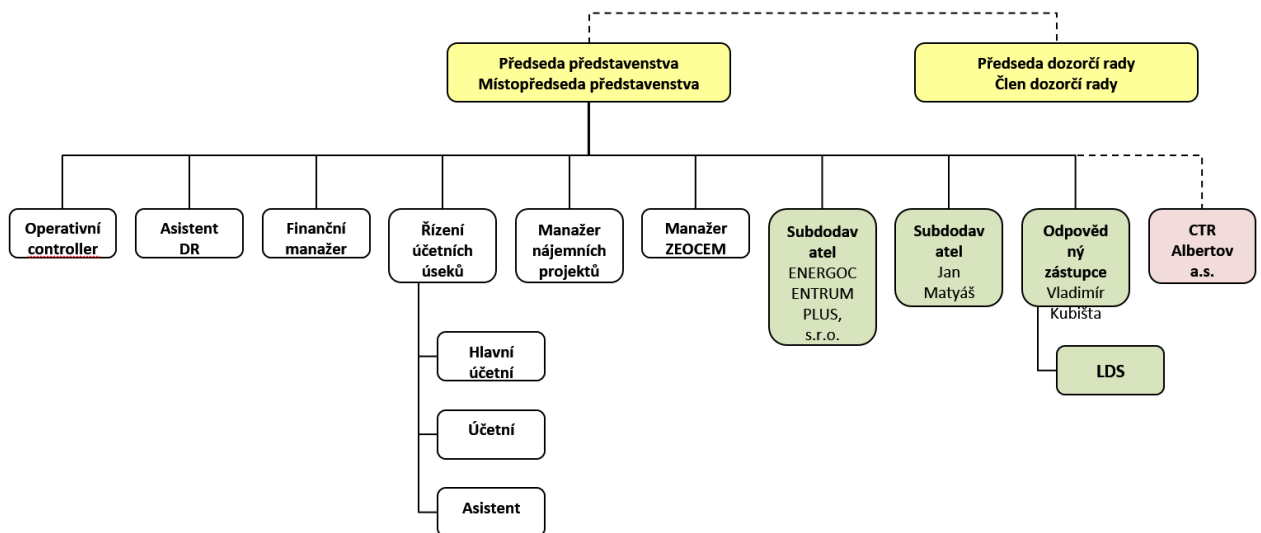 Předseda představenstva
Místopředseda představenstva
Předseda dozorčí rady
Člen dozorčí rady
Operativní
controller
Asistent
DR
Finanční
manažer
Řízení
účetních
úseků
Manažer
nájemních
projektů
Manažer
ZEOCEM
Subdodav
atel
ENERGOC
ENTRUM
PLUS,
s.r.o.
Subdodav
atel
Jan
Matyáš
Odpověd
ný
zástupce
Vladimír
Kubišta
CTR
Albertov
a.s.
Hlavní
účetní
LDS
Účetní
Asistent